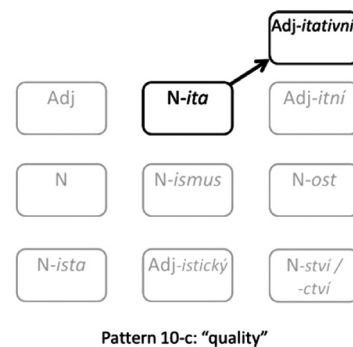 Adj-itativní
Adj
N-ita
Adj-itní
N
N-ismus
N-ost
N-ista
Adj-istický
N-ství /
-ctví
Pattern 10-c: “quality”